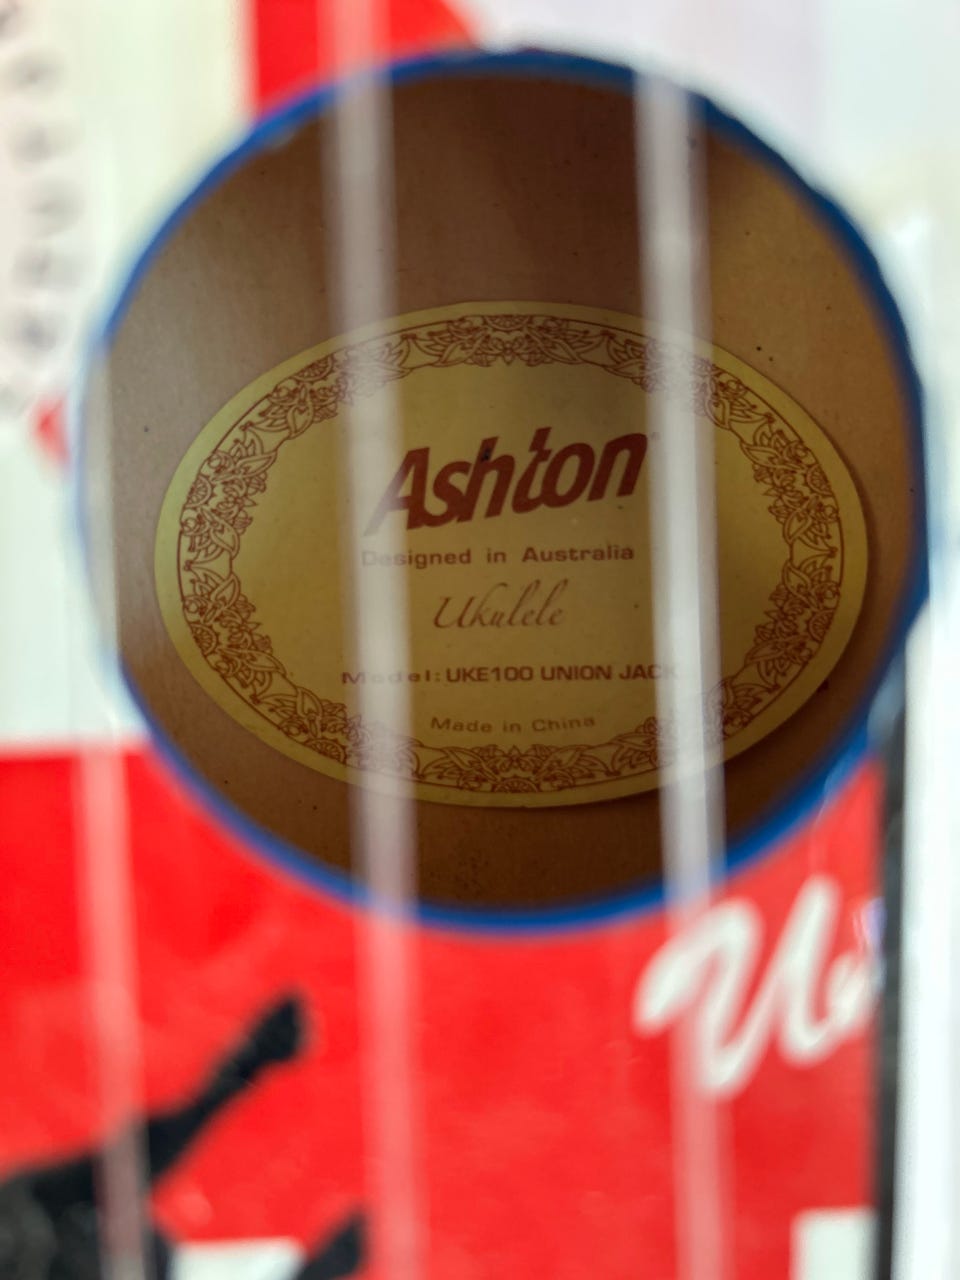 Ashton
Designed in Australia
Ukulele
Model: UKE100 UNION JACK
Made in China